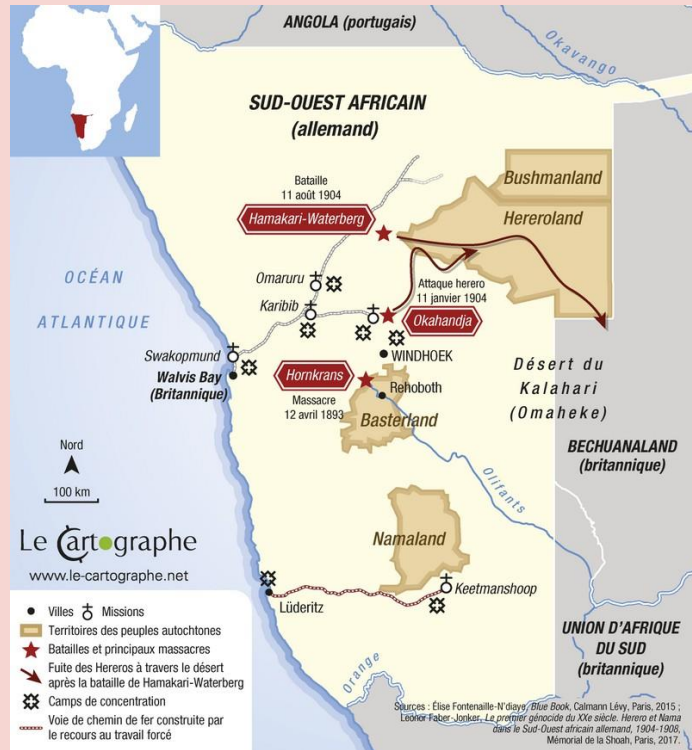 ANGOLA (portugais)
Okavango
SUD-OUEST AFRICAIN
(allemand)
Bataille
11 août 1904
Hamakari-Waterberg
Bushmanland
Hereroland
OCÉAN
ATLANTIQUE
Omaruru
Karibib
Attaque herero
11 janvier 1904
Okahandja
Swakopmund
Walvis Bay
(Britannique)
WINDHOEK
Hornkrans
Massacre
12 avril 1893
Rehoboth
Basterland
Désert du
Kalahari
(Omaheke)
BECHUANALAND
(britannique)
Olifants
Nord
100 km
Namaland
Le Cartographe
www.le-cartographe.net
Keetmanshoop
Lüderitz
UNION D'AFRIQUE
DU SUD
(britannique)
Orange
Villes Missions
Territoires des peuples autochtones
Batailles et principaux massacres
Fuite des Hereros à travers le désert
après la bataille de Hamakari-Waterberg
Camps de concentration
Voie de chemin de fer construite par
le recours au travail forcé
Sources : Élise Fontenaille-N'diaye, Blue Book, Calmann Lévy, Paris, 2015 ;
Leonor Faber-Jonker, Le premier génocide du XXe siècle. Herero et Nama
dans le Sud-Ouest africain allemand, 1904-1908,
Mémorial de la Shoah, Paris, 2017.